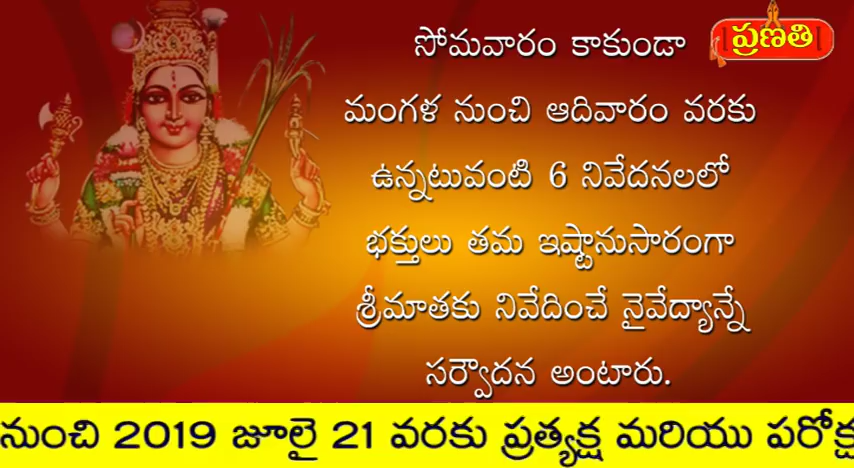 ప్రణతి
సోమవారం కాకుండా
మంగళ నుంచి ఆదివారం వరకు
ఉన్నటువంటి 6 నివేదనలలో
భక్తులు తమ ఇష్టానుసారంగా
శ్రీమాతకు నివేదించే నైవేద్యాన్నే
సర్వౌదన అంటారు.
నుంచి 2019 జూలై 21 వరకు ప్రత్యక్ష మరియు పరోక్ష